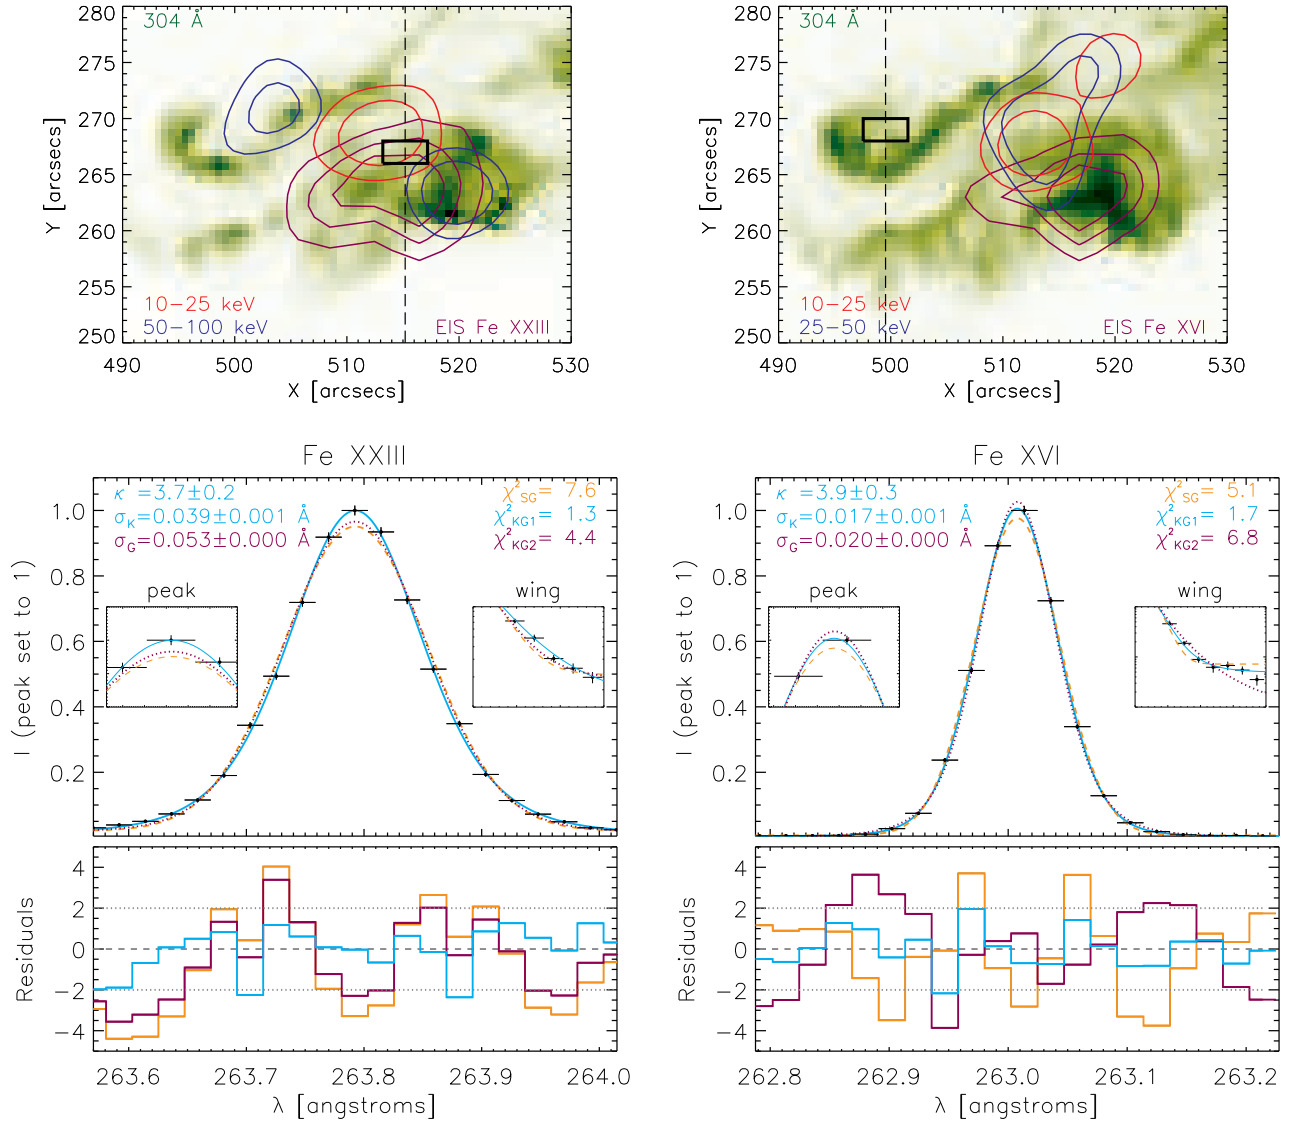 304 Å
280
275
270
265
260
255
250
Y [arcsecs]
10−25 keV
50−100 keV
EIS Fe XXIII
490 500 510 520 530
X [arcsecs]
304 Å
280
275
270
265
260
255
250
Y [arcsecs]
10−25 keV
25−50 keV
EIS Fe XVI
490 500 510 520 530
X [arcsecs]
Fe XXIII
κ =3.7±0.2
σK=0.039±0.001 Å
σG=0.053±0.000 Å
χ²SG= 7.6
χ²KG1= 1.3
χ²KG2= 4.4
peak
wing
1.0
0.8
0.6
0.4
0.2
I (peak set to 1)
4
2
0
−2
−4
Residuals
263.6 263.7 263.8 263.9 264.0
λ [angstroms]
Fe XVI
κ =3.9±0.3
σK=0.017±0.001 Å
σG=0.020±0.000 Å
χ²SG= 5.1
χ²KG1= 1.7
χ²KG2= 6.8
peak
wing
1.0
0.8
0.6
0.4
0.2
I (peak set to 1)
4
2
0
−2
−4
Residuals
262.8 262.9 263.0 263.1 263.2
λ [angstroms]